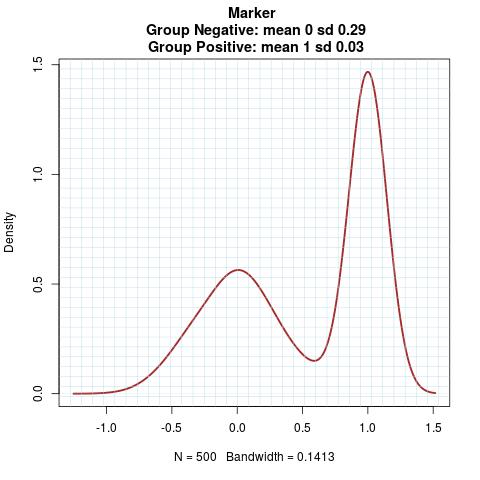 Marker
Group Negative: mean 0 sd 0.29
Group Positive: mean 1 sd 0.03
1.5
1.0
0.5
0.0
Density
-1.0 -0.5 0.0 0.5 1.0 1.5
N = 500 Bandwidth = 0.1413